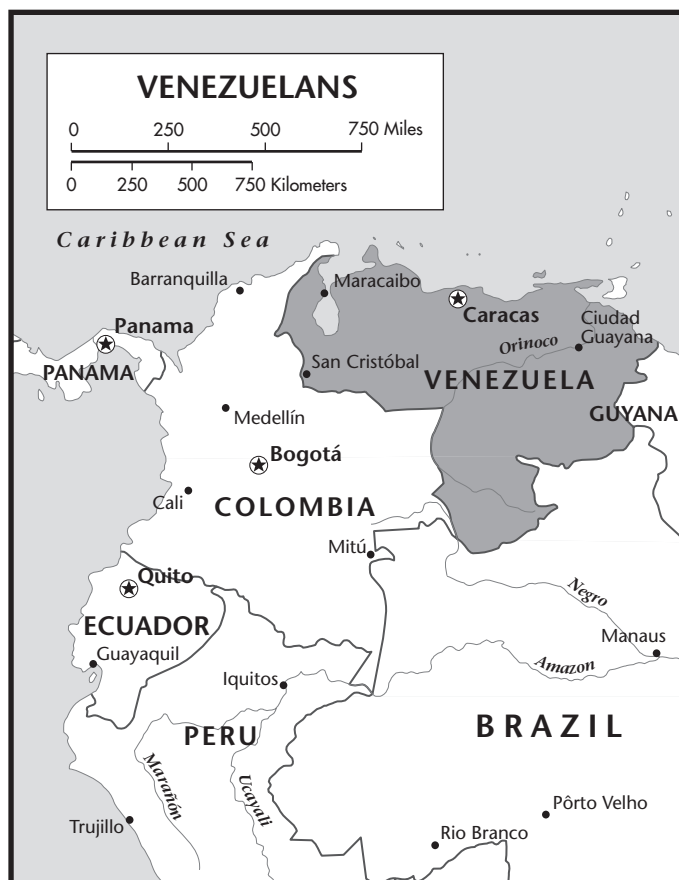 VENEZUELANS
0 250 500 750 Miles
0 250 500 750 Kilometers
Caribbean Sea
Barranquilla
Maracaibo
Panama
Caracas
Ciudad
Guayana
Orinoco
PANAMA
San Cristóbal
VENEZUELA
Medellín
GUYANA
Bogotá
Cali
COLOMBIA
Mitú
Quito
Negro
ECUADOR
Manaus
Guayaquil
Amazon
Iquitos
PERU
BRAZIL
Marañón
Ucayali
Pôrto Velho
Trujillo
Rio Branco